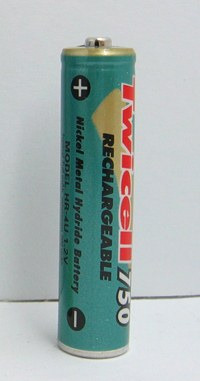 Twicell 750
RECHARGEABLE
Nickel Metal Hydride Battery
MODEL HR-4U 1.2V
+
−